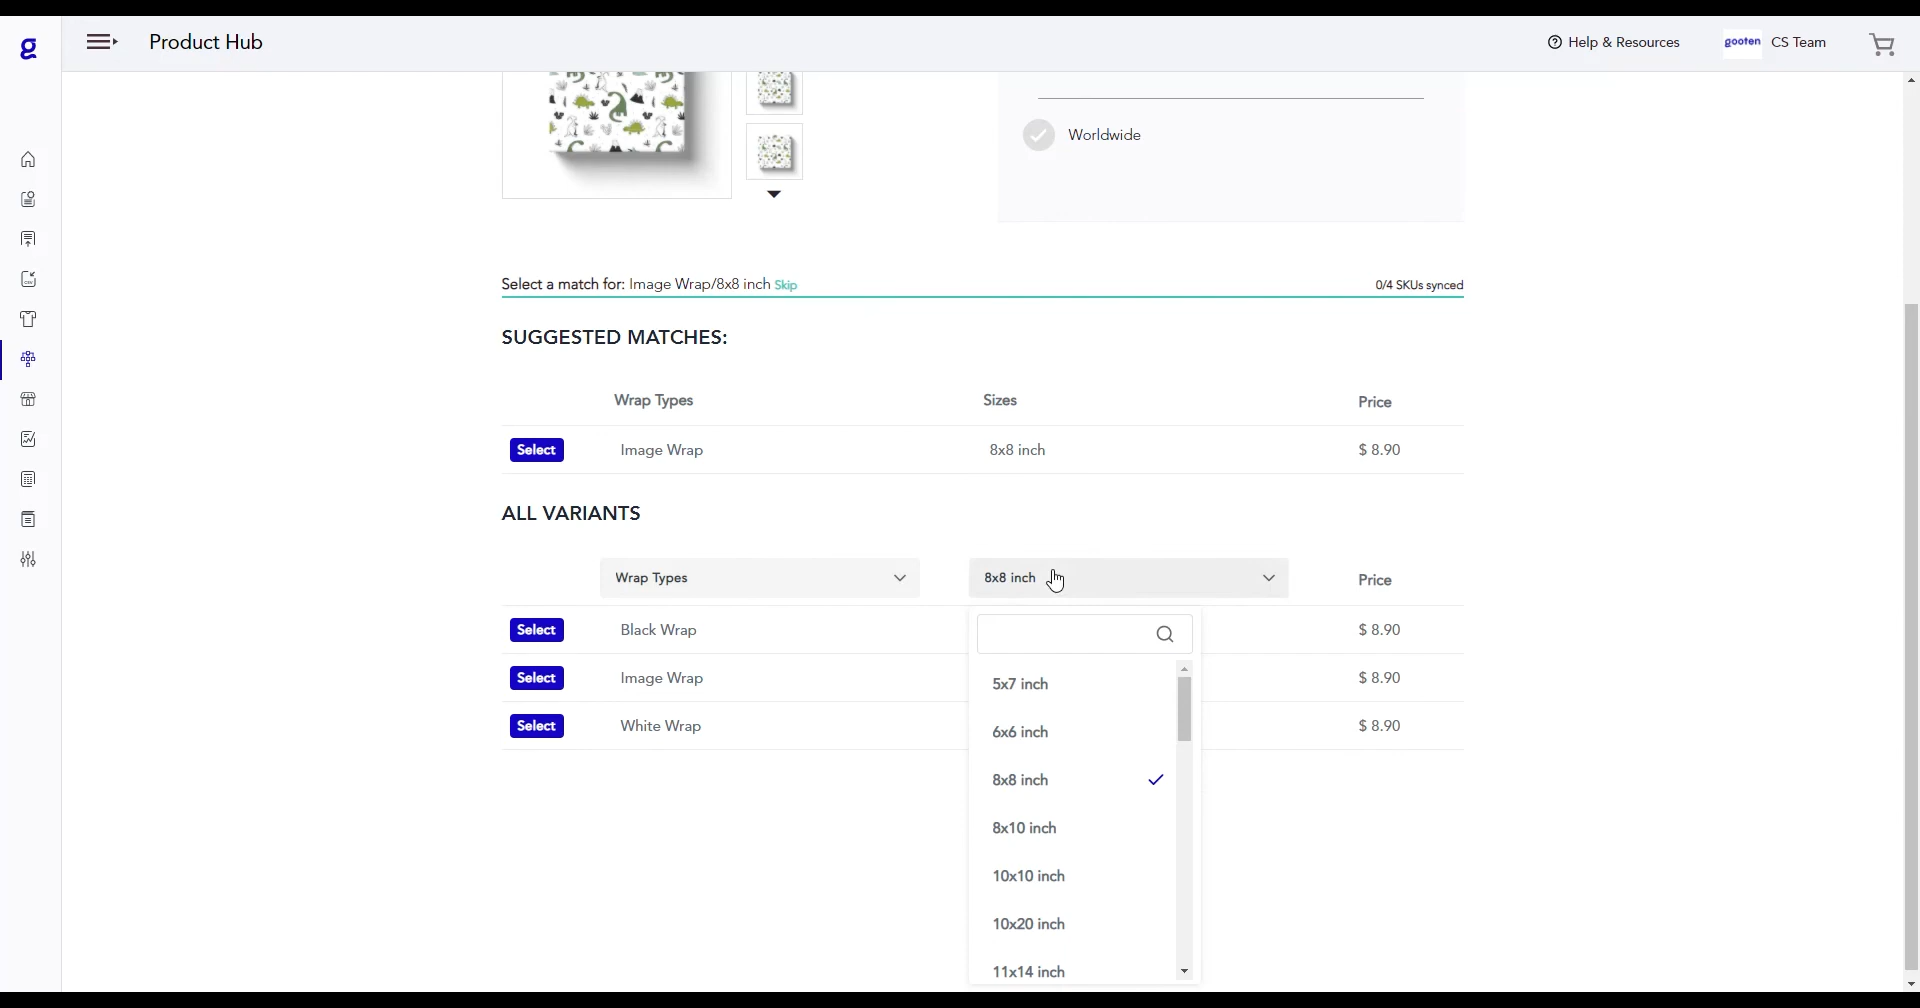 g
Product Hub
Help & Resources
gooten
CS Team
Worldwide
Select a match for: Image Wrap/8x8 inch Skip
0/4 SKUs synced
SUGGESTED MATCHES:
Wrap Types Sizes Price
Select Image Wrap 8x8 inch $ 8.90
ALL VARIANTS
Wrap Types 8x8 inch Price
Select Black Wrap $ 8.90
Select Image Wrap $ 8.90
Select White Wrap $ 8.90
5x7 inch
6x6 inch
8x8 inch
8x10 inch
10x10 inch
10x20 inch
11x14 inch